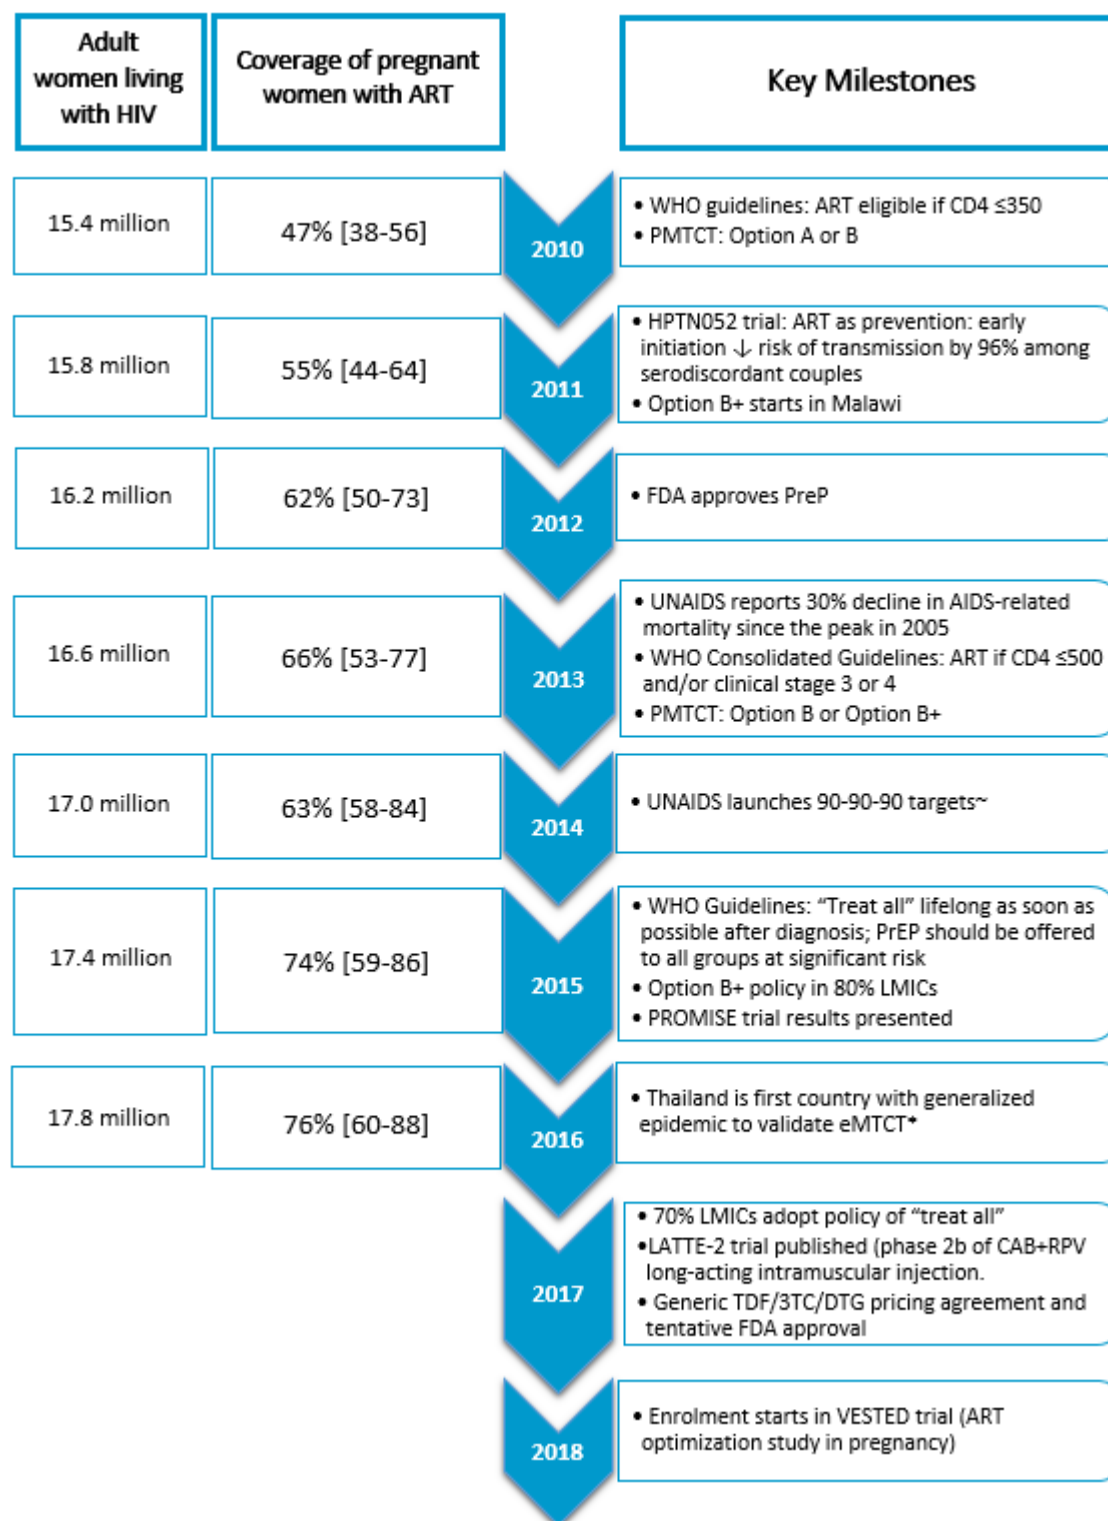 Adult
women living
with HIV
Coverage of pregnant
women with ART
Key Milestones
15.4 million
47% [38-56]
2010
• WHO guidelines: ART eligible if CD4 ≤350
• PMTCT: Option A or B
15.8 million
55% [44-64]
2011
• HPTN052 trial: ART as prevention: early
initiation ↓ risk of transmission by 96% among
serodiscordant couples
• Option B+ starts in Malawi
16.2 million
62% [50-73]
2012
• FDA approves PreP
16.6 million
66% [53-77]
2013
• UNAIDS reports 30% decline in AIDS-related
mortality since the peak in 2005
• WHO Consolidated Guidelines: ART if CD4 ≤500
and/or clinical stage 3 or 4
• PMTCT: Option B or Option B+
17.0 million
63% [58-84]
2014
• UNAIDS launches 90-90-90 targets~
17.4 million
74% [59-86]
2015
• WHO Guidelines: “Treat all” lifelong as soon as
possible after diagnosis; PrEP should be offered
to all groups at significant risk
• Option B+ policy in 80% LMICs
• PROMISE trial results presented
17.8 million
76% [60-88]
2016
• Thailand is first country with generalized
epidemic to validate eMTCT*
2017
• 70% LMICs adopt policy of “treat all”
•LATTE-2 trial published (phase 2b of CAB+RPV
long-acting intramuscular injection.
• Generic TDF/3TC/DTG pricing agreement and
tentative FDA approval
2018
• Enrolment starts in VESTED trial (ART
optimization study in pregnancy)